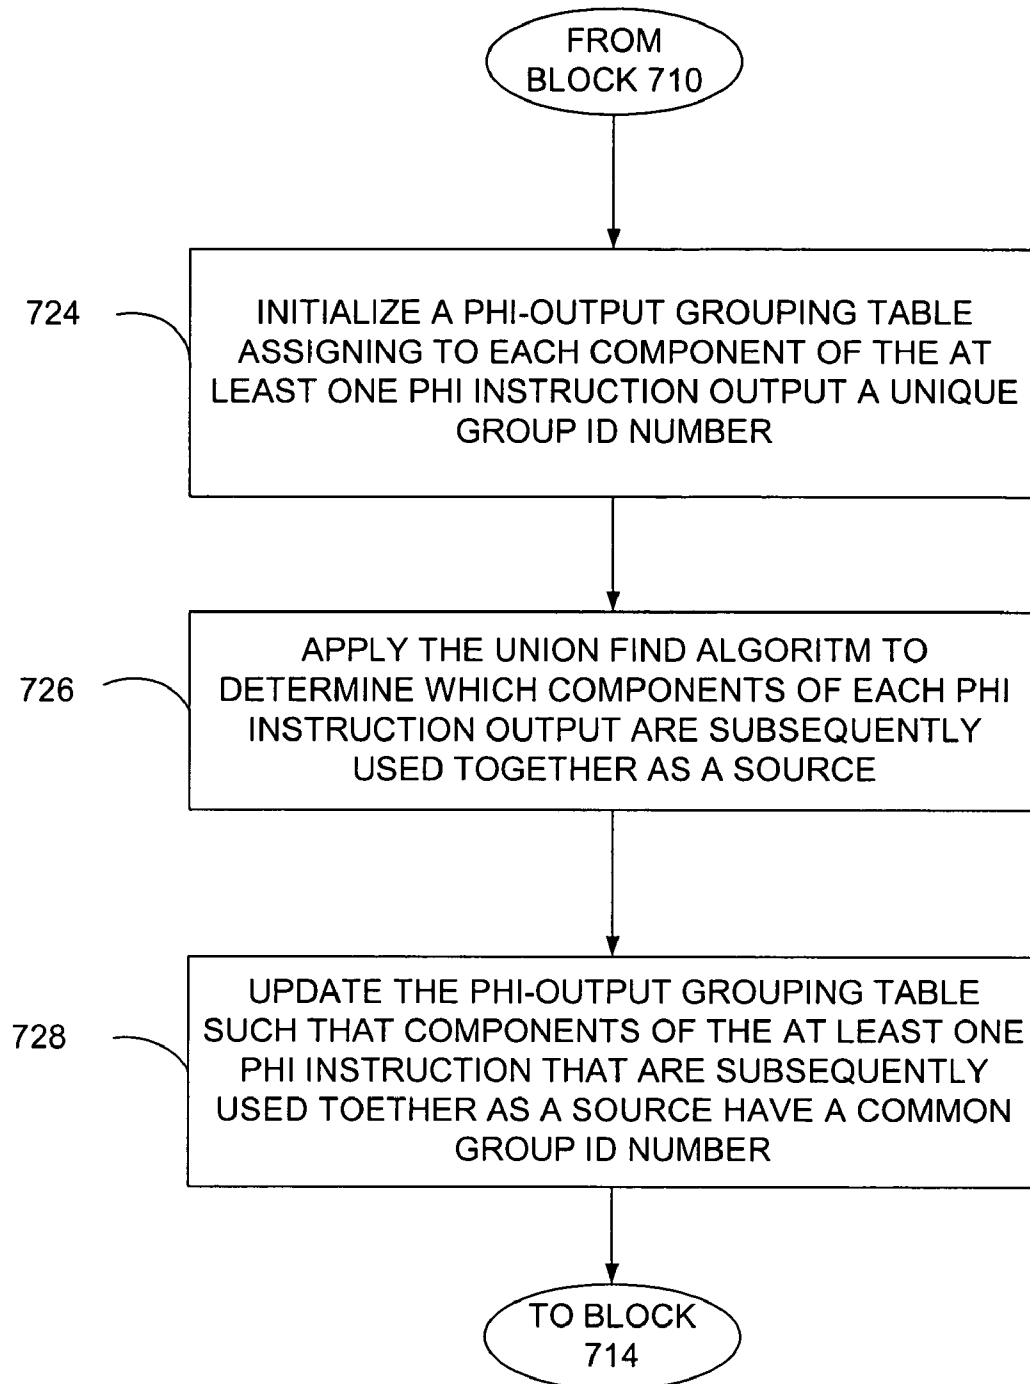 FROM
BLOCK 710
724
INITIALIZE A PHI-OUTPUT GROUPING TABLE
ASSIGNING TO EACH COMPONENT OF THE AT
LEAST ONE PHI INSTRUCTION OUTPUT A UNIQUE
GROUP ID NUMBER
726
APPLY THE UNION FIND ALGORITM TO
DETERMINE WHICH COMPONENTS OF EACH PHI
INSTRUCTION OUTPUT ARE SUBSEQUENTLY
USED TOGETHER AS A SOURCE
728
UPDATE THE PHI-OUTPUT GROUPING TABLE
SUCH THAT COMPONENTS OF THE AT LEAST ONE
PHI INSTRUCTION THAT ARE SUBSEQUENTLY
USED TOETHER AS A SOURCE HAVE A COMMON
GROUP ID NUMBER
TO BLOCK
714